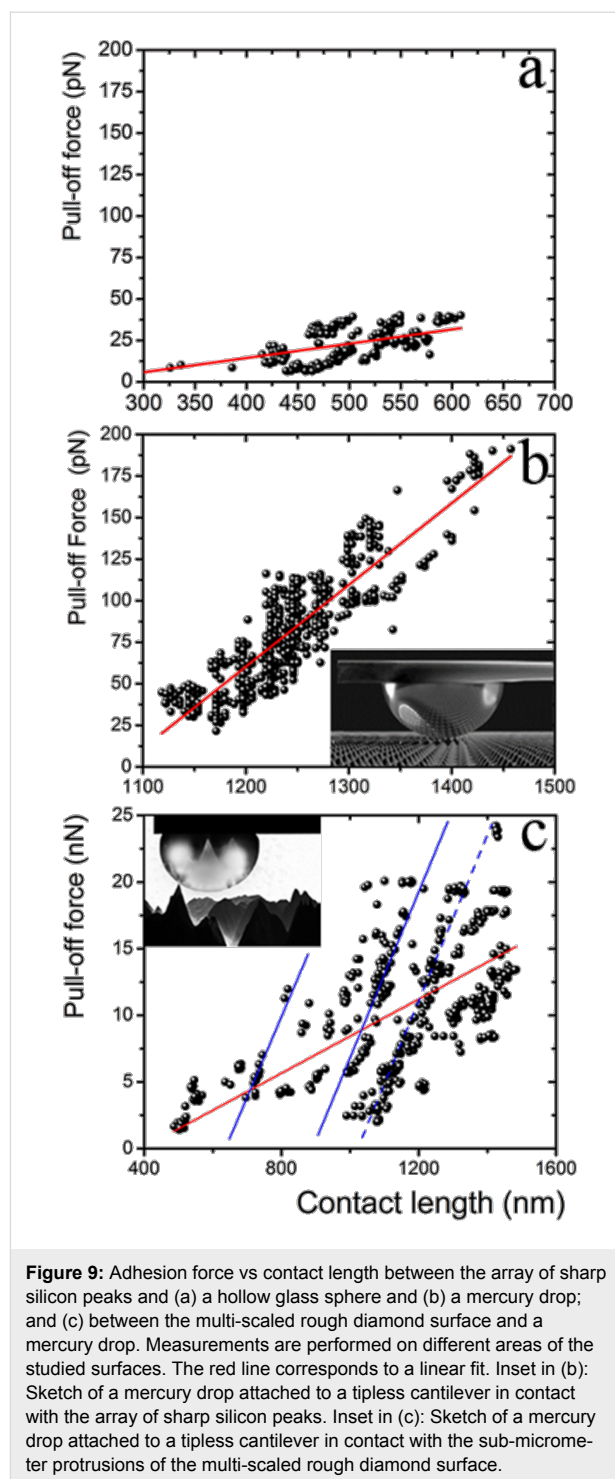 200
175
150
125
100
75
50
25
0
Pull-off force (pN)
a
300 350 400 450 500 550 600 650 700
200
175
150
125
100
75
50
25
0
Pull-off Force (pN)
b
1100 1200 1300 1400 1500
25
20
15
10
5
0
Pull-off force (nN)
c
400 800 1200 1600
Contact length (nm)
Figure 9: Adhesion force vs contact length between the array of sharp
silicon peaks and (a) a hollow glass sphere and (b) a mercury drop;
and (c) between the multi-scaled rough diamond surface and a
mercury drop. Measurements are performed on different areas of the
studied surfaces. The red line corresponds to a linear fit. Inset in (b):
Sketch of a mercury drop attached to a tipless cantilever in contact
with the array of sharp silicon peaks. Inset in (c): Sketch of a mercury
drop attached to a tipless cantilever in contact with the sub-microme-
ter protrusions of the multi-scaled rough diamond surface.